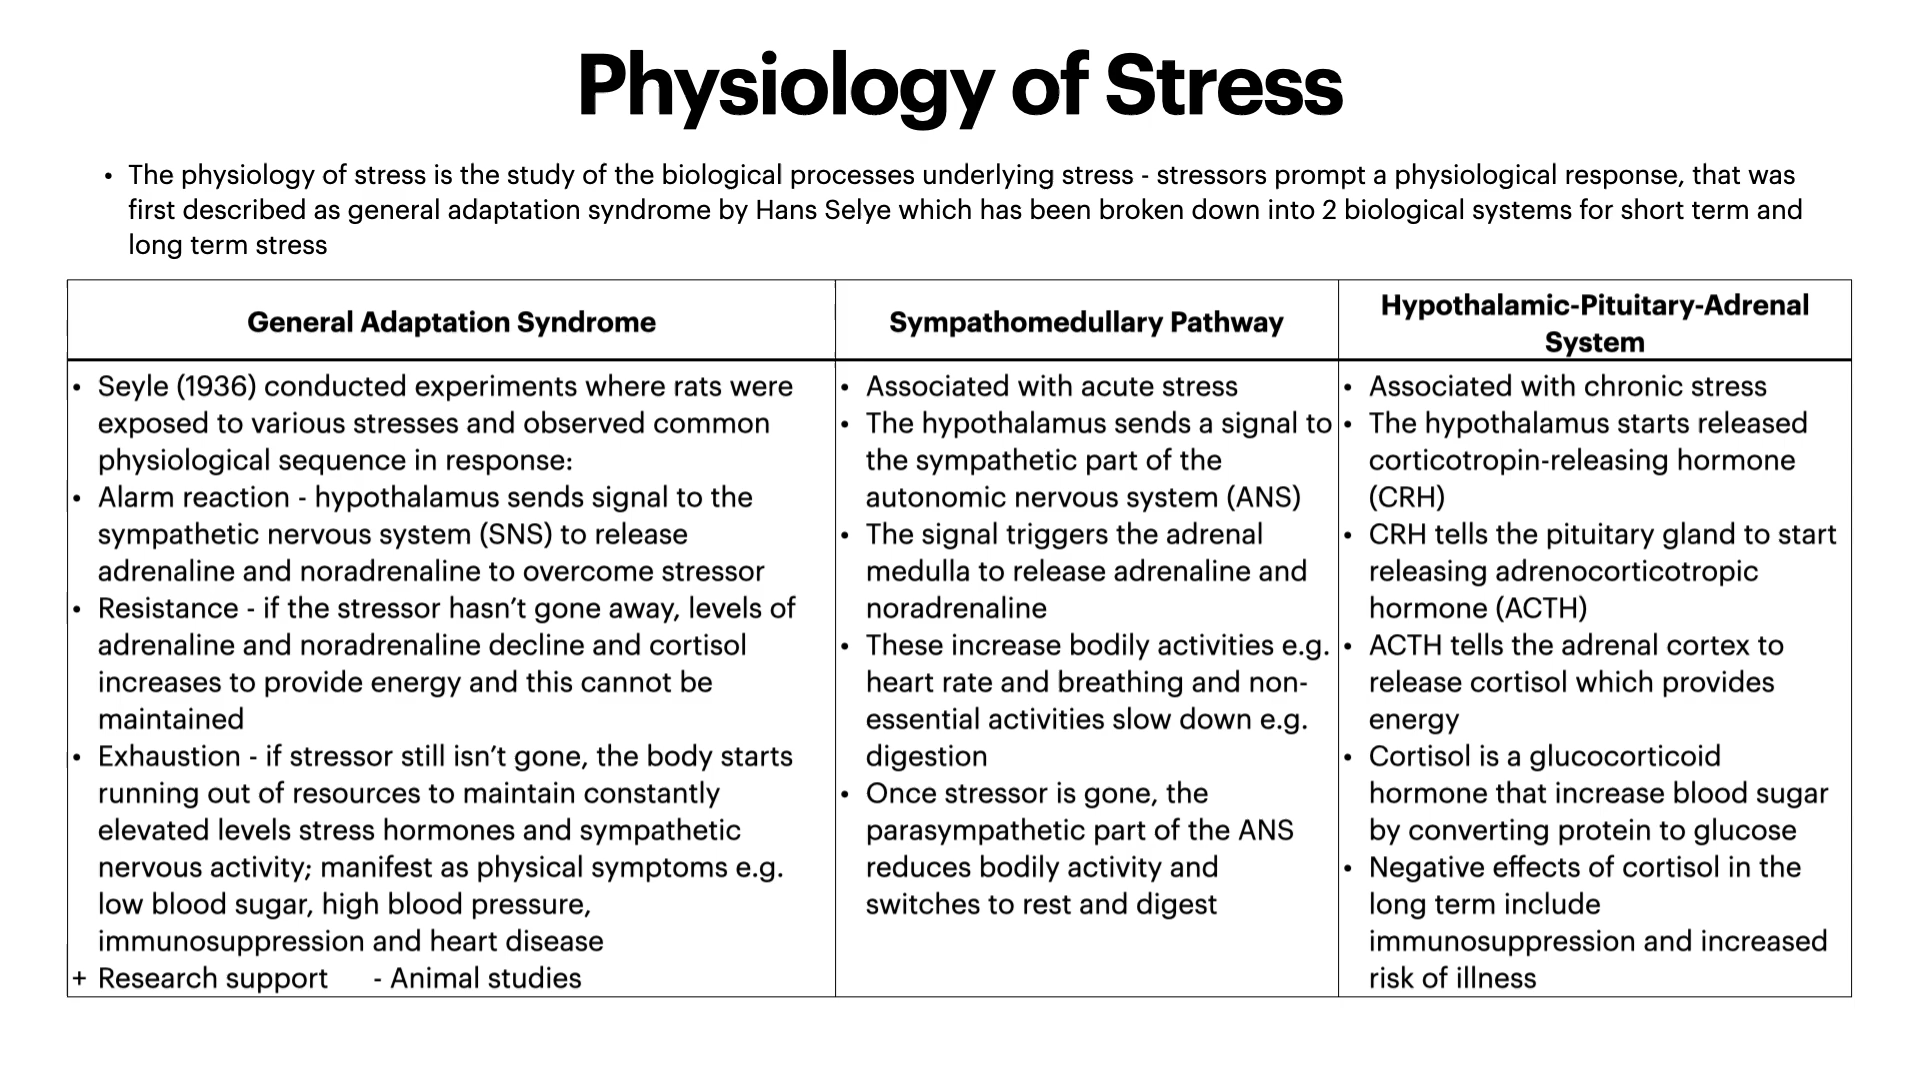 Physiology of Stress
• The physiology of stress is the study of the biological processes underlying stress - stressors prompt a physiological response, that was
first described as general adaptation syndrome by Hans Selye which has been broken down into 2 biological systems for short term and
long term stress
General Adaptation Syndrome
• Seyle (1936) conducted experiments where rats were
exposed to various stresses and observed common
physiological sequence in response:
• Alarm reaction - hypothalamus sends signal to the
sympathetic nervous system (SNS) to release
adrenaline and noradrenaline to overcome stressor
• Resistance - if the stressor hasn't gone away, levels of
adrenaline and noradrenaline decline and cortisol
increases to provide energy and this cannot be
maintained
• Exhaustion - if stressor still isn't gone, the body starts
running out of resources to maintain constantly
elevated levels stress hormones and sympathetic
nervous activity; manifest as physical symptoms e.g.
low blood sugar, high blood pressure,
immunosuppression and heart disease
+ Research support - Animal studies
Sympathomedullary Pathway
• Associated with acute stress
• The hypothalamus sends a signal to
the sympathetic part of the
autonomic nervous system (ANS)
• The signal triggers the adrenal
medulla to release adrenaline and
noradrenaline
• These increase bodily activities e.g.
heart rate and breathing and non-
essential activities slow down e.g.
digestion
• Once stressor is gone, the
parasympathetic part of the ANS
reduces bodily activity and
switches to rest and digest
Hypothalamic-Pituitary-Adrenal
System
• Associated with chronic stress
• The hypothalamus starts released
corticotropin-releasing hormone
(CRH)
• CRH tells the pituitary gland to start
releasing adrenocorticotropic
hormone (ACTH)
• ACTH tells the adrenal cortex to
release cortisol which provides
energy
• Cortisol is a glucocorticoid
hormone that increase blood sugar
by converting protein to glucose
• Negative effects of cortisol in the
long term include
immunosuppression and increased
risk of illness